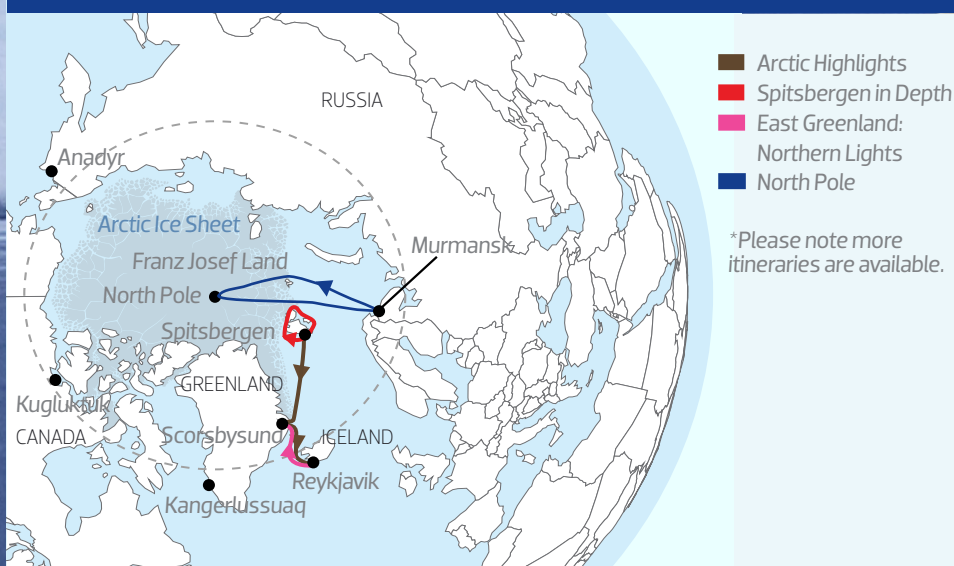 RUSSIA
Anadyr
Arctic Ice Sheet
Franz Josef Land
Murmansk
North Pole
Spitsbergen
GREENLAND
Kugluktuk
CANADA
Scorsbysund
ICELAND
Reykjavik
Kangerlussuaq
Arctic Highlights
Spitsbergen in Depth
East Greenland:
Northern Lights
North Pole
*Please note more
itineraries are available.